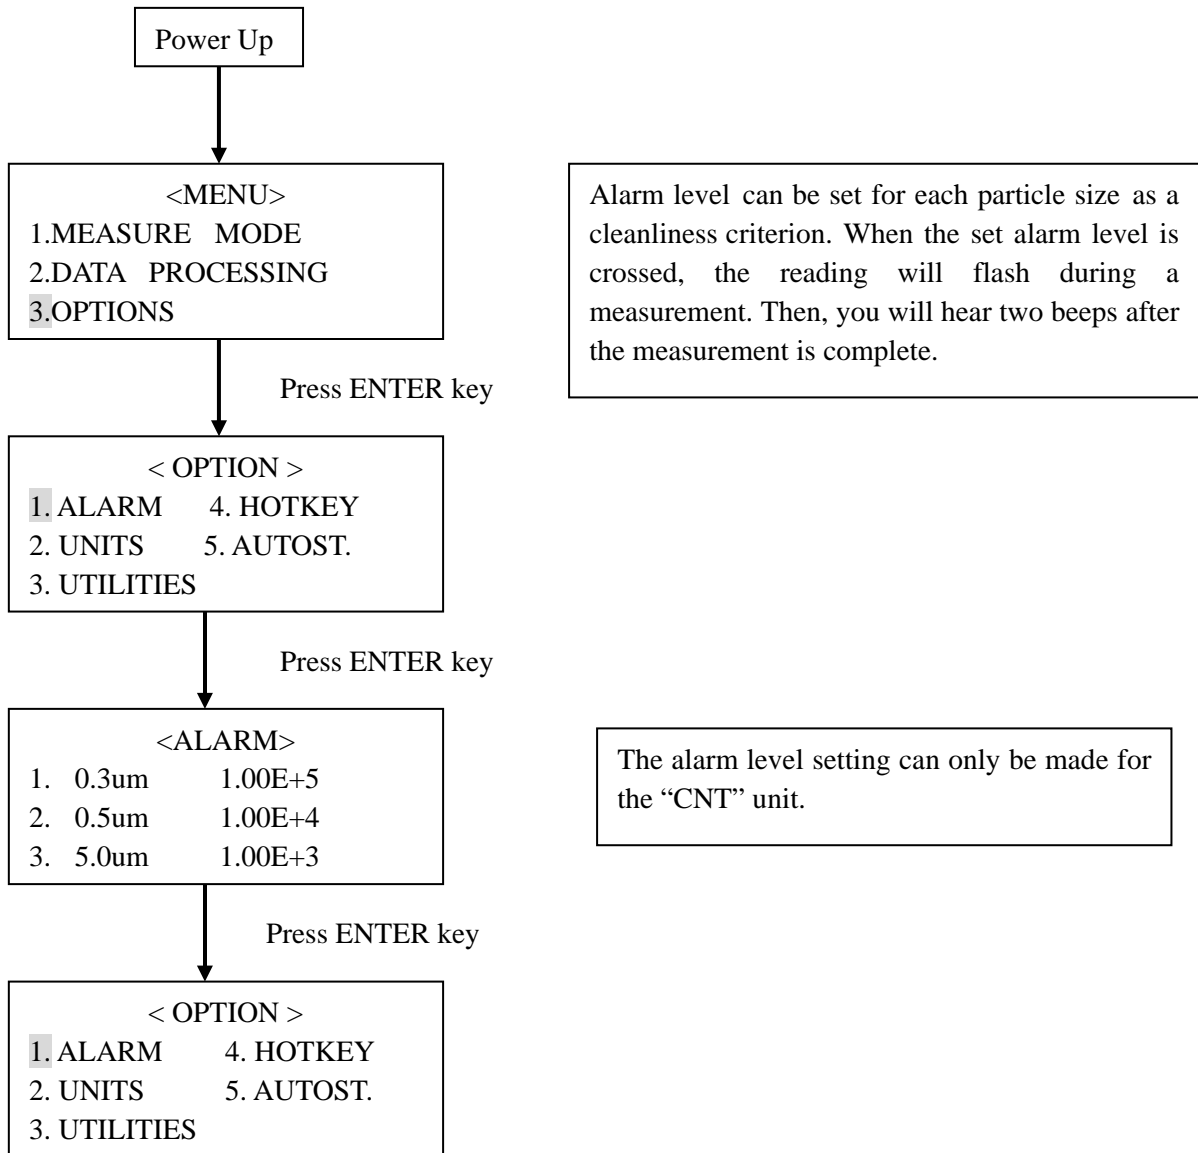 Power Up
<MENU>
1.MEASURE MODE
2.DATA PROCESSING
3.OPTIONS
Alarm level can be set for each particle size as a
cleanliness criterion. When the set alarm level is
crossed, the reading will flash during a
measurement. Then, you will hear two beeps after
the measurement is complete.
Press ENTER key
< OPTION >
1. ALARM 4. HOTKEY
2. UNITS 5. AUTOST.
3. UTILITIES
Press ENTER key
<ALARM>
1. 0.3um 1.00E+5
2. 0.5um 1.00E+4
3. 5.0um 1.00E+3
The alarm level setting can only be made for
the “CNT” unit.
Press ENTER key
< OPTION >
1. ALARM 4. HOTKEY
2. UNITS 5. AUTOST.
3. UTILITIES